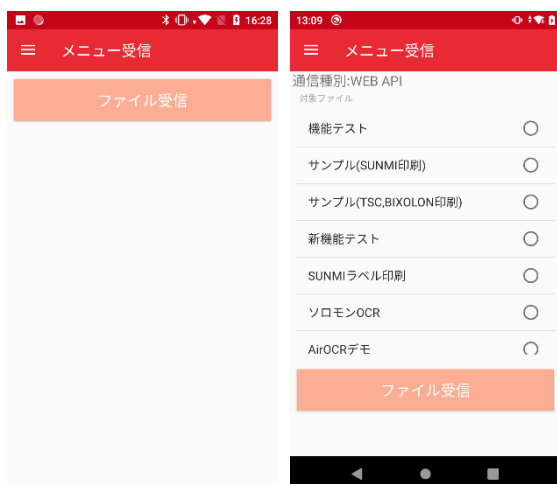 16:28
メニュー受信
ファイル受信
13:09
メニュー受信
通信種別:WEB API
対象ファイル
機能テスト
サンプル(SUNMI印刷)
サンプル(TSC,BIXOLON印刷)
新機能テスト
SUNMIラベル印刷
ソロモンOCR
AirOCRデモ
ファイル受信